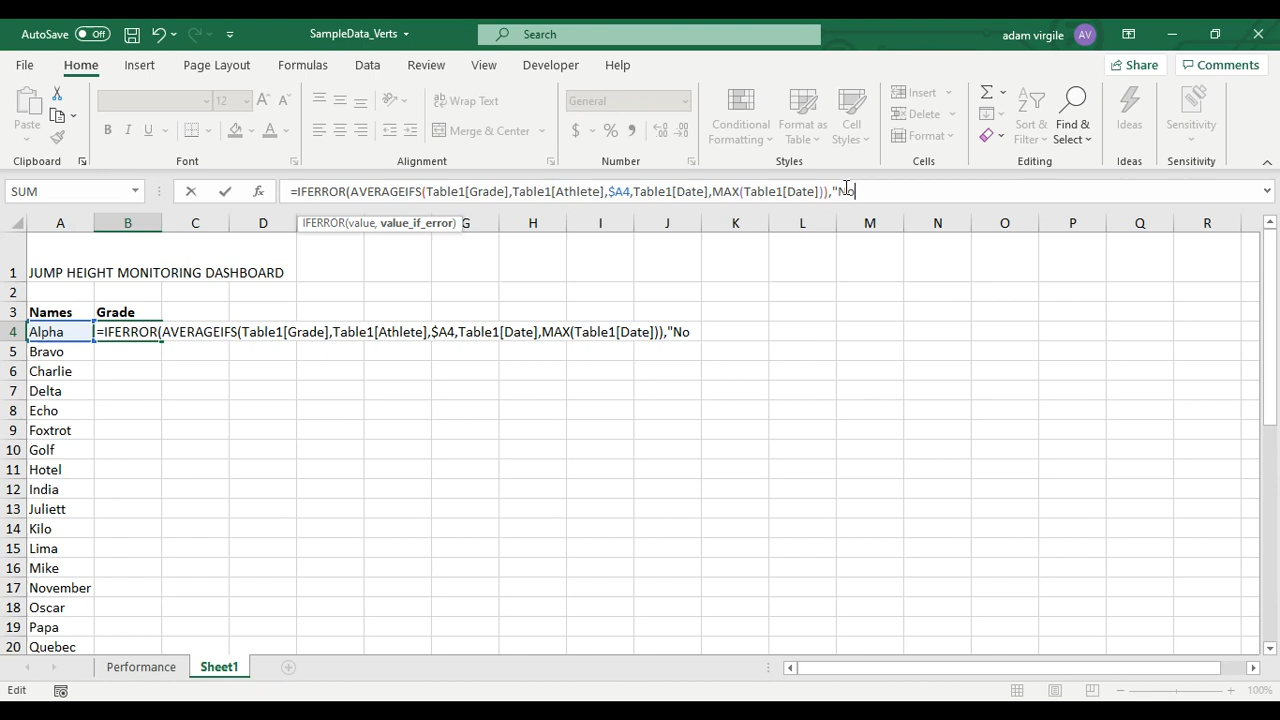 AutoSave Off SampleData_Verts Search adam virgile AV
File Home Insert Page Layout Formulas Data Review View Developer Help Share Comments
Paste 12 A A Wrap Text General Conditional Formatting Format as Table Cell Styles Insert Delete Format Sort & Filter Find & Select Ideas Sensitivity
B I U A Merge & Center $ % 9
Clipboard Font Alignment Number Styles Cells Editing Ideas Sensitivity
SUM fx =IFERROR(AVERAGEIFS(Table1[Grade],Table1[Athlete],$A4,Table1[Date],MAX(Table1[Date])),"No
IFERROR(value, value_if_error)
A B C D G H I J K L M N O P Q R
1 JUMP HEIGHT MONITORING DASHBOARD
2
3 Names Grade
4 Alpha =IFERROR(AVERAGEIFS(Table1[Grade],Table1[Athlete],$A4,Table1[Date],MAX(Table1[Date])),"No
5 Bravo
6 Charlie
7 Delta
8 Echo
9 Foxtrot
10 Golf
11 Hotel
12 India
13 Juliett
14 Kilo
15 Lima
16 Mike
17 November
18 Oscar
19 Papa
20 Quebec
Performance Sheet1
Edit 100%